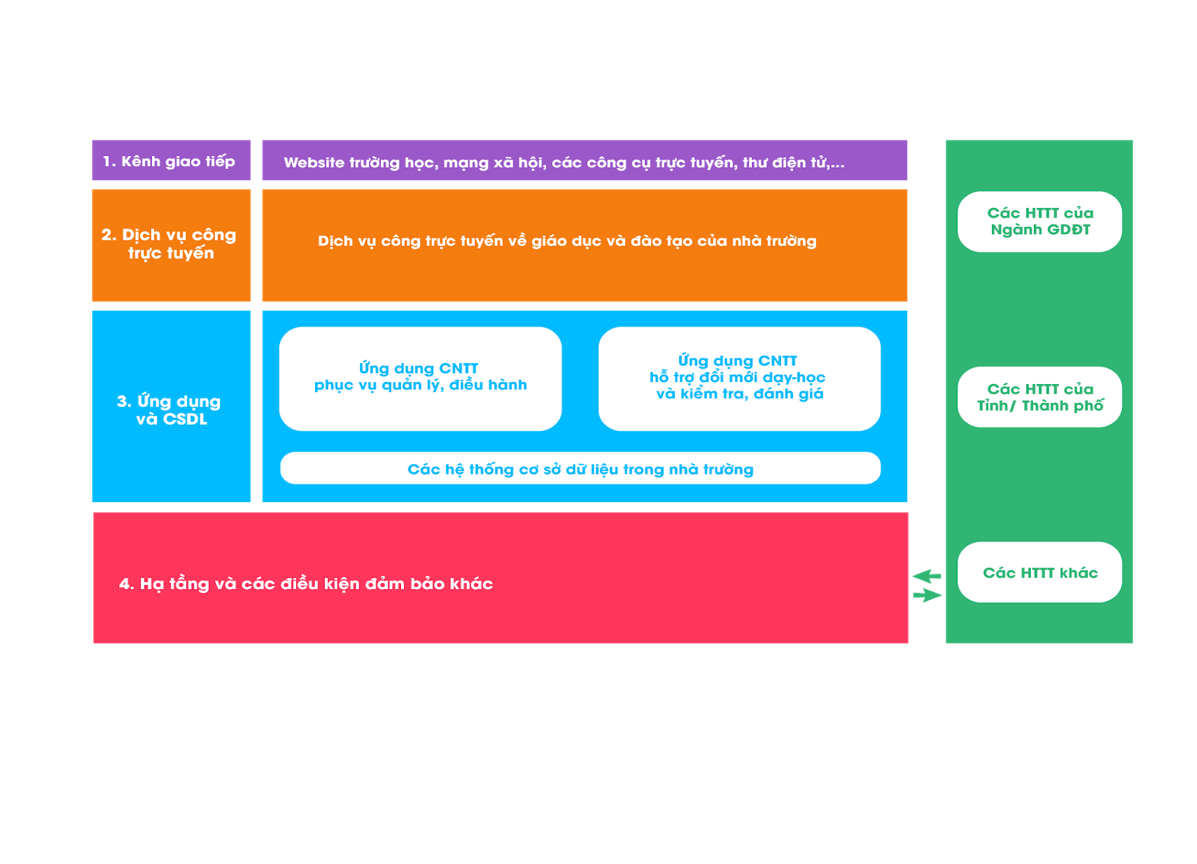 1. Kênh giao tiếp
Website trường học, mạng xã hội, các công cụ trực tuyến, thư điện tử,...
2. Dịch vụ công
trực tuyến
Dịch vụ công trực tuyến về giáo dục và đào tạo của nhà trường
3. Ứng dụng
và CSDL
Ứng dụng CNTT
phục vụ quản lý, điều hành
Ứng dụng CNTT
hỗ trợ đổi mới dạy-học
và kiểm tra, đánh giá
Các hệ thống cơ sở dữ liệu trong nhà trường
4. Hạ tầng và các điều kiện đảm bảo khác
Các HTTT của
Ngành GDĐT
Các HTTT của
Tỉnh/ Thành phố
Các HTTT khác